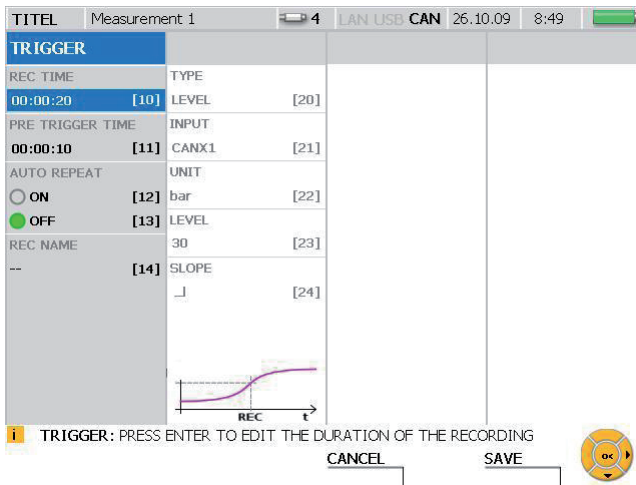 TITEL Measurement 1 4 LAN USB CAN 26.10.09 8:49
TRIGGER
REC TIME
00:00:20 [10]
PRE TRIGGER TIME
00:00:10 [11]
AUTO REPEAT
ON [12]
OFF [13]
REC NAME
-- [14]
TYPE
LEVEL [20]
INPUT
CANX1 [21]
UNIT
bar [22]
LEVEL
30 [23]
SLOPE
[24]
REC t
i TRIGGER: PRESS ENTER TO EDIT THE DURATION OF THE RECORDING
CANCEL SAVE
OK